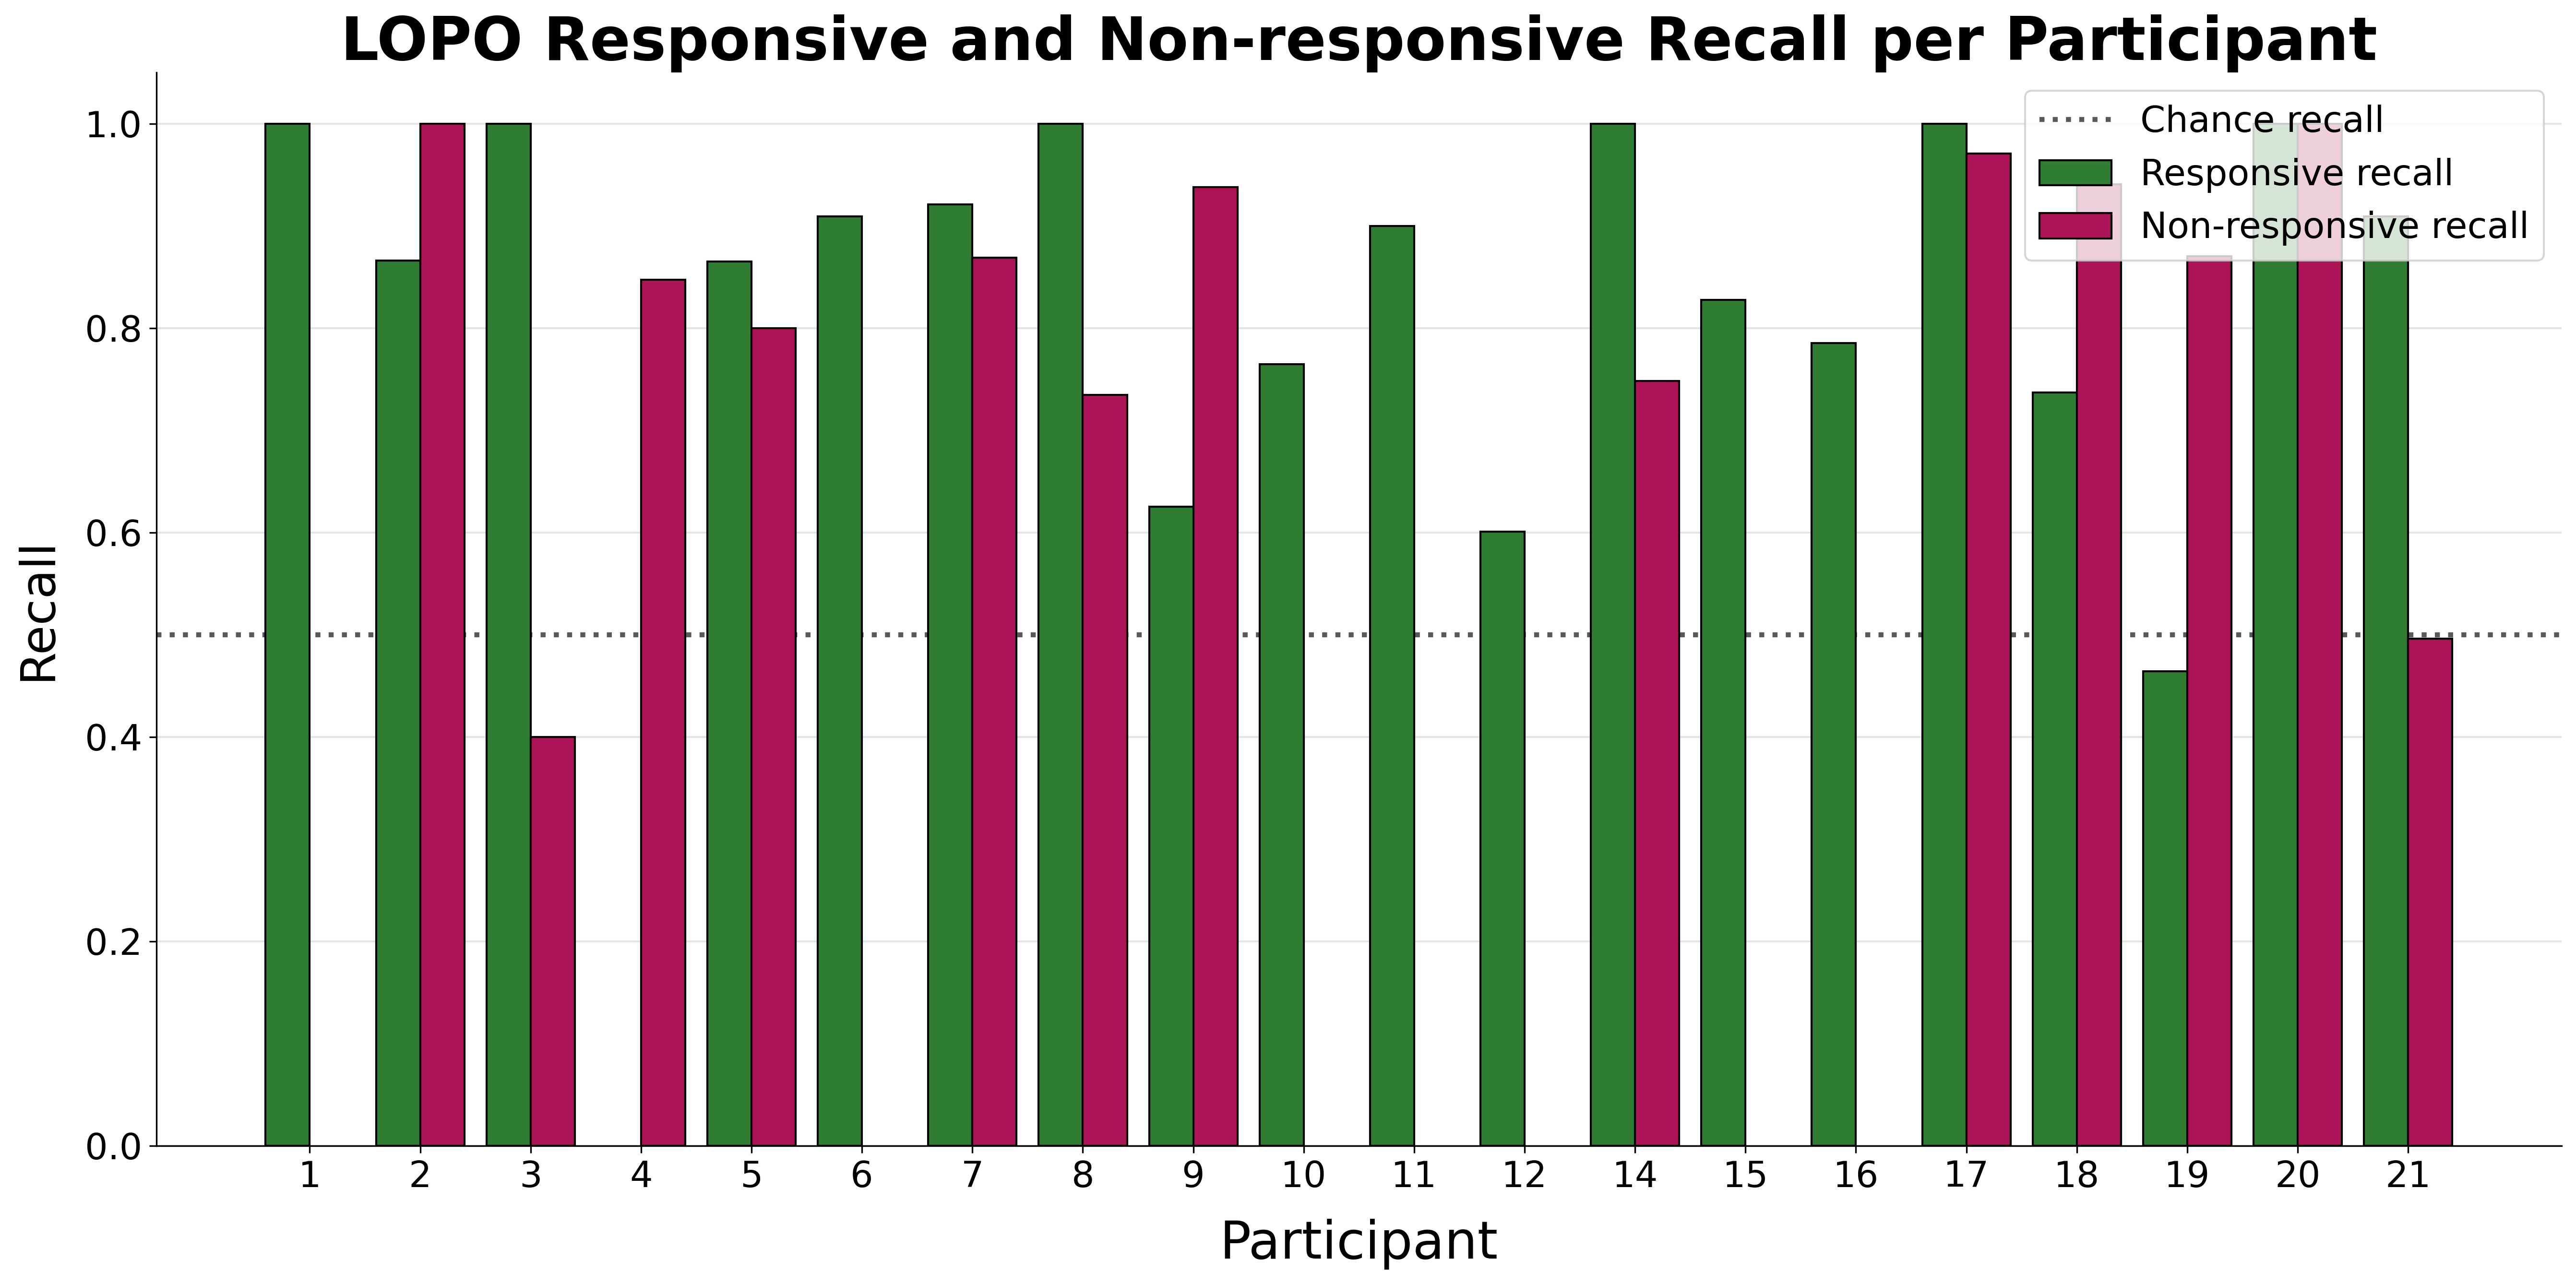 LOPO Responsive and Non-responsive Recall per Participant
Chance recall
Responsive recall
Non-responsive recall
1.0
0.8
0.6
0.4
0.2
0.0
Recall
1 2 3 4 5 6 7 8 9 10 11 12 14 15 16 17 18 19 20 21
Participant